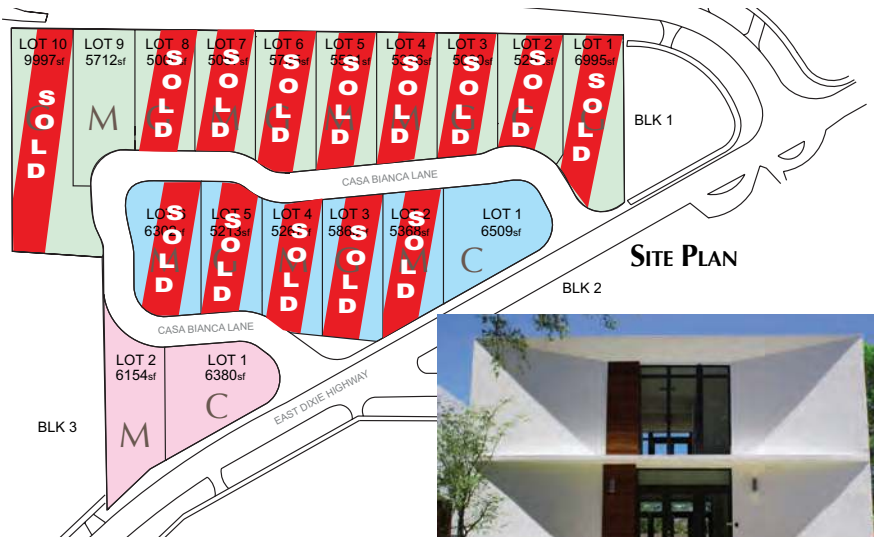 LOT 10
9997sf
SOLD
LOT 9
5712sf
M
LOT 8
SOLD
LOT 7
SOLD
LOT 6
SOLD
LOT 5
SOLD
LOT 4
SOLD
LOT 3
SOLD
LOT 2
SOLD
LOT 1
6995sf
SOLD
BLK 1
CASA BIANCA LANE
SOLD
LOT 5
SOLD
LOT 4
SOLD
LOT 3
SOLD
LOT 2
5368sf
SOLD
M
LOT 1
6509sf
C
SITE PLAN
BLK 2
CASA BIANCA LANE
LOT 2
6154sf
M
LOT 1
6380sf
C
EAST DIXIE HIGHWAY
BLK 3